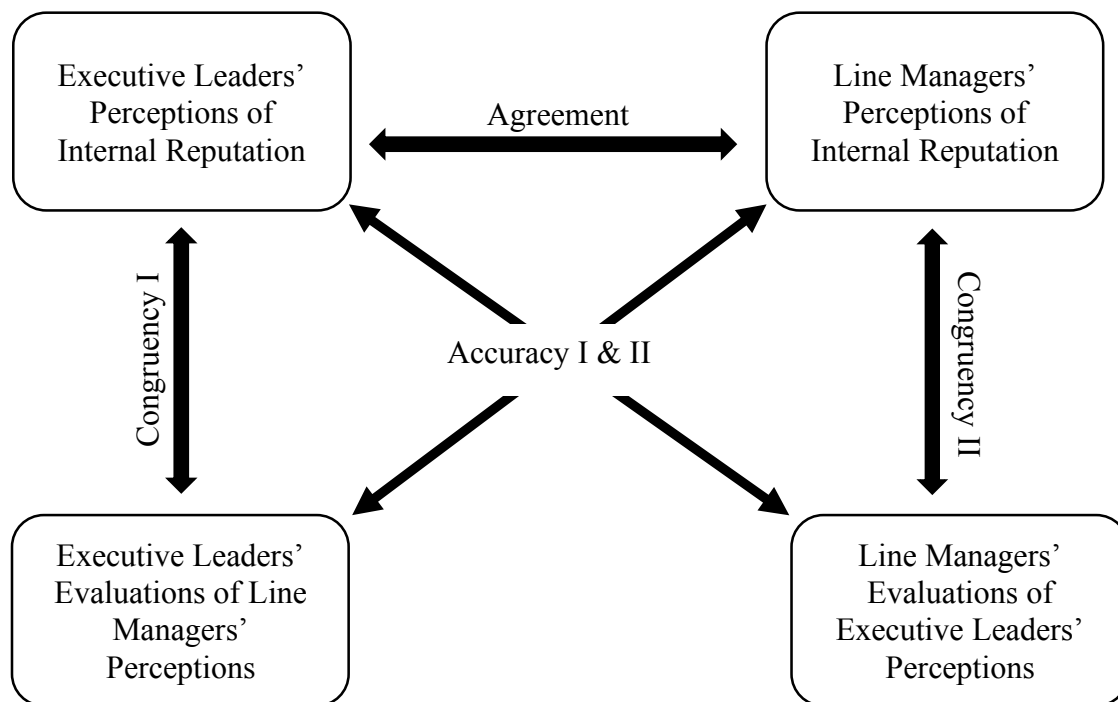 Executive Leaders’
Perceptions of
Internal Reputation
Agreement
Line Managers’
Perceptions of
Internal Reputation
Congruency I
Accuracy I & II
Congruency II
Executive Leaders’
Evaluations of Line
Managers’
Perceptions
Line Managers’
Evaluations of
Executive Leaders’
Perceptions